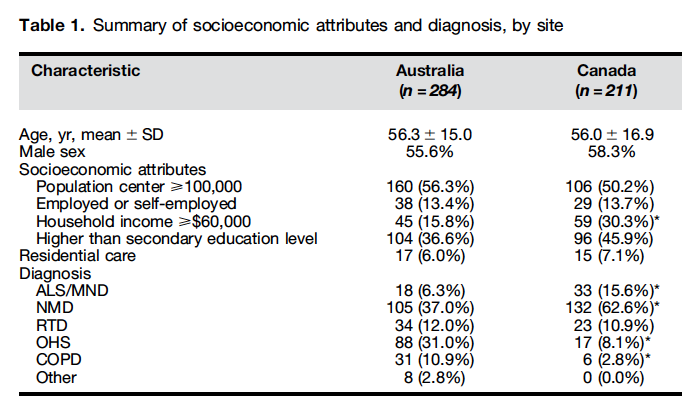 Table 1. Summary of socioeconomic attributes and diagnosis, by site
Characteristic Australia Canada
(n = 284) (n = 211)
Age, yr, mean ± SD 56.3 ± 15.0 56.0 ± 16.9
Male sex 55.6% 58.3%
Socioeconomic attributes
Population center ⩾100,000 160 (56.3%) 106 (50.2%)
Employed or self-employed 38 (13.4%) 29 (13.7%)
Household income ⩾$60,000 45 (15.8%) 59 (30.3%)*
Higher than secondary education level 104 (36.6%) 96 (45.9%)
Residential care 17 (6.0%) 15 (7.1%)
Diagnosis
ALS/MND 18 (6.3%) 33 (15.6%)*
NMD 105 (37.0%) 132 (62.6%)*
RTD 34 (12.0%) 23 (10.9%)
OHS 88 (31.0%) 17 (8.1%)*
COPD 31 (10.9%) 6 (2.8%)*
Other 8 (2.8%) 0 (0.0%)